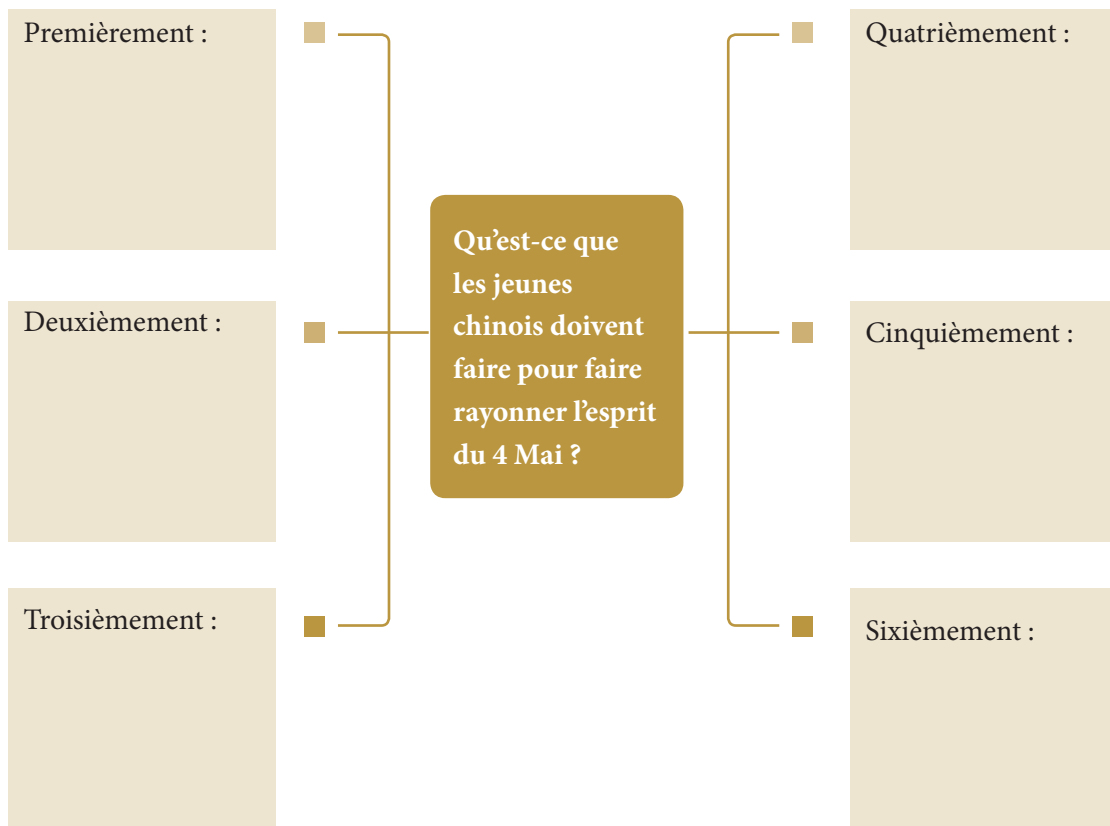 Premièrement :
Deuxièmement :
Troisièmement :
Qu’est-ce que
les jeunes
chinois doivent
faire pour faire
rayonner l’esprit
du 4 Mai ?
Quatrièmement :
Cinquièmement :
Sixièmement :